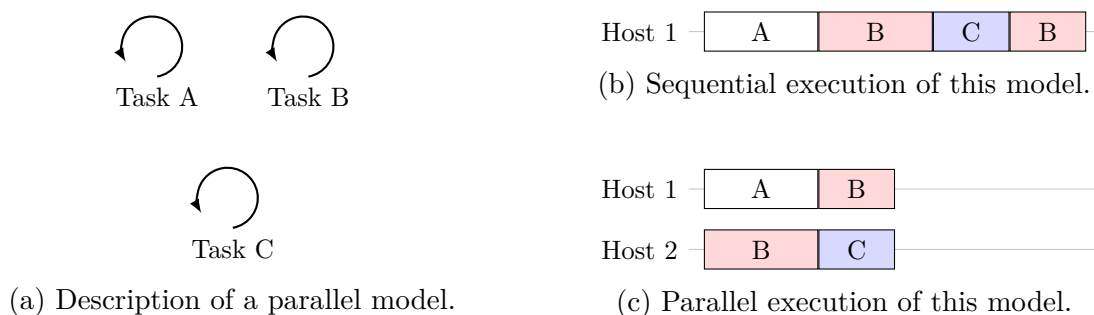 Task A
Task B
Task C
(a) Description of a parallel model.
Host 1 A B C B
(b) Sequential execution of this model.
Host 1 A B
Host 2 B C
(c) Parallel execution of this model.